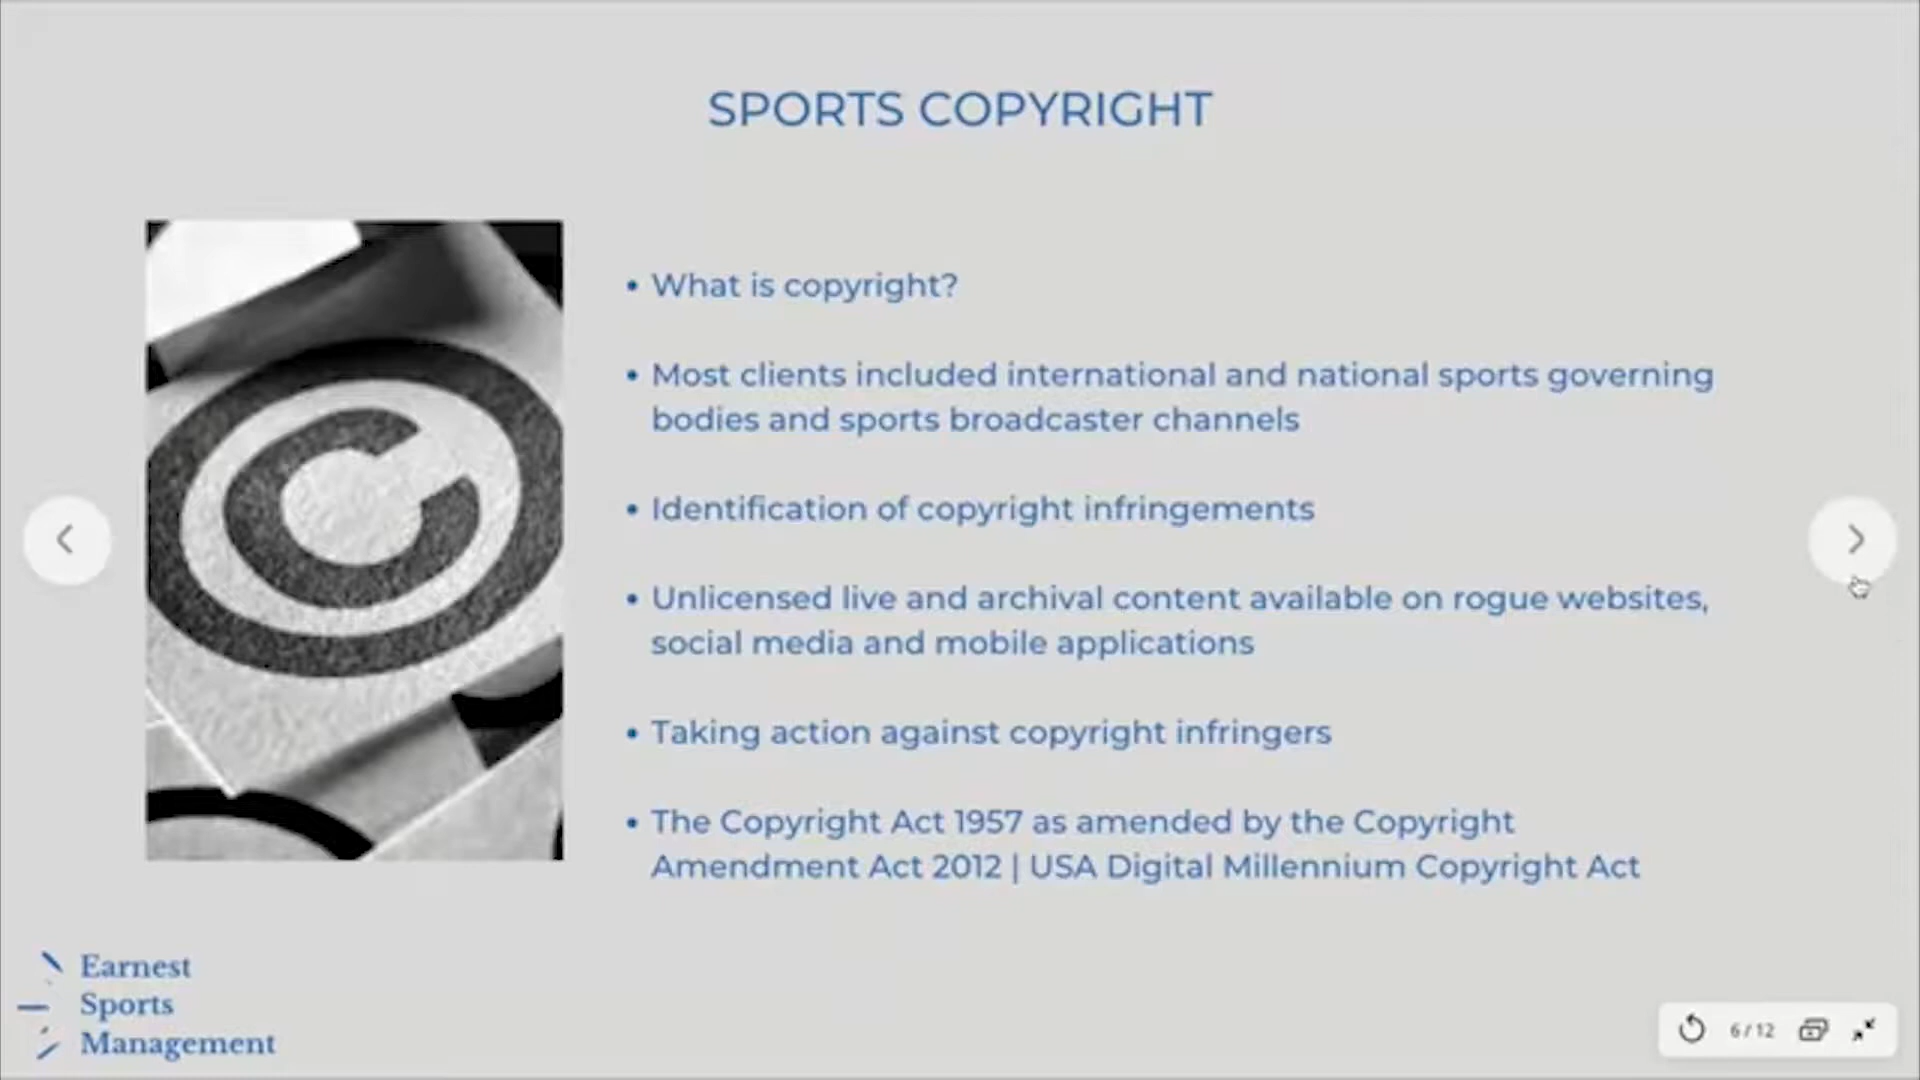 SPORTS COPYRIGHT
• What is copyright?
• Most clients included international and national sports governing
bodies and sports broadcaster channels
• Identification of copyright infringements
• Unlicensed live and archival content available on rogue websites,
social media and mobile applications
• Taking action against copyright infringers
• The Copyright Act 1957 as amended by the Copyright
Amendment Act 2012 | USA Digital Millennium Copyright Act
Earnest
Sports
Management
6 / 12